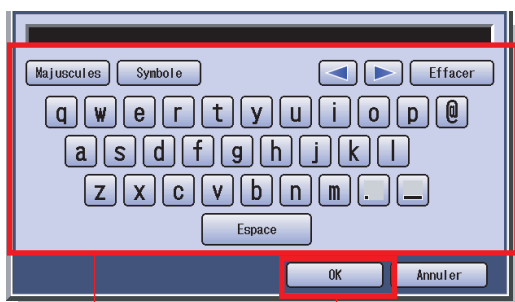 Majuscules Symbole Effacer
q w e r t y u i o p @
a s d f g h j k l
z x c v b n m . _
Espace
OK Annuler